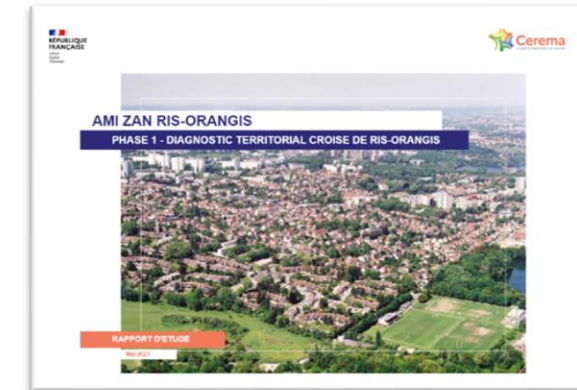 RÉPUBLIQUE
FRANÇAISE
Cerema
AMI ZAN RIS-ORANGIS
PHASE 1 - DIAGNOSTIC TERRITORIAL CROISE DE RIS-ORANGIS
RAPPORT D'ETUDE
Mai 2023